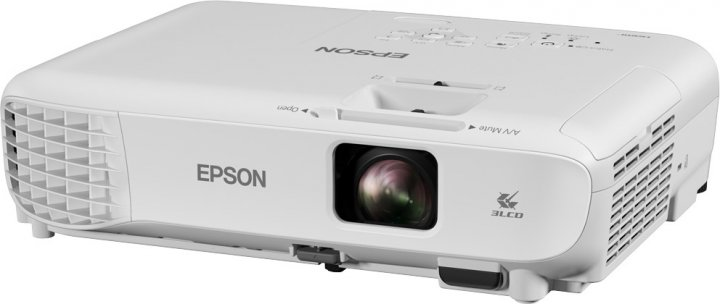 EPSON
Open
A/V Mute
EPSON
3LCD